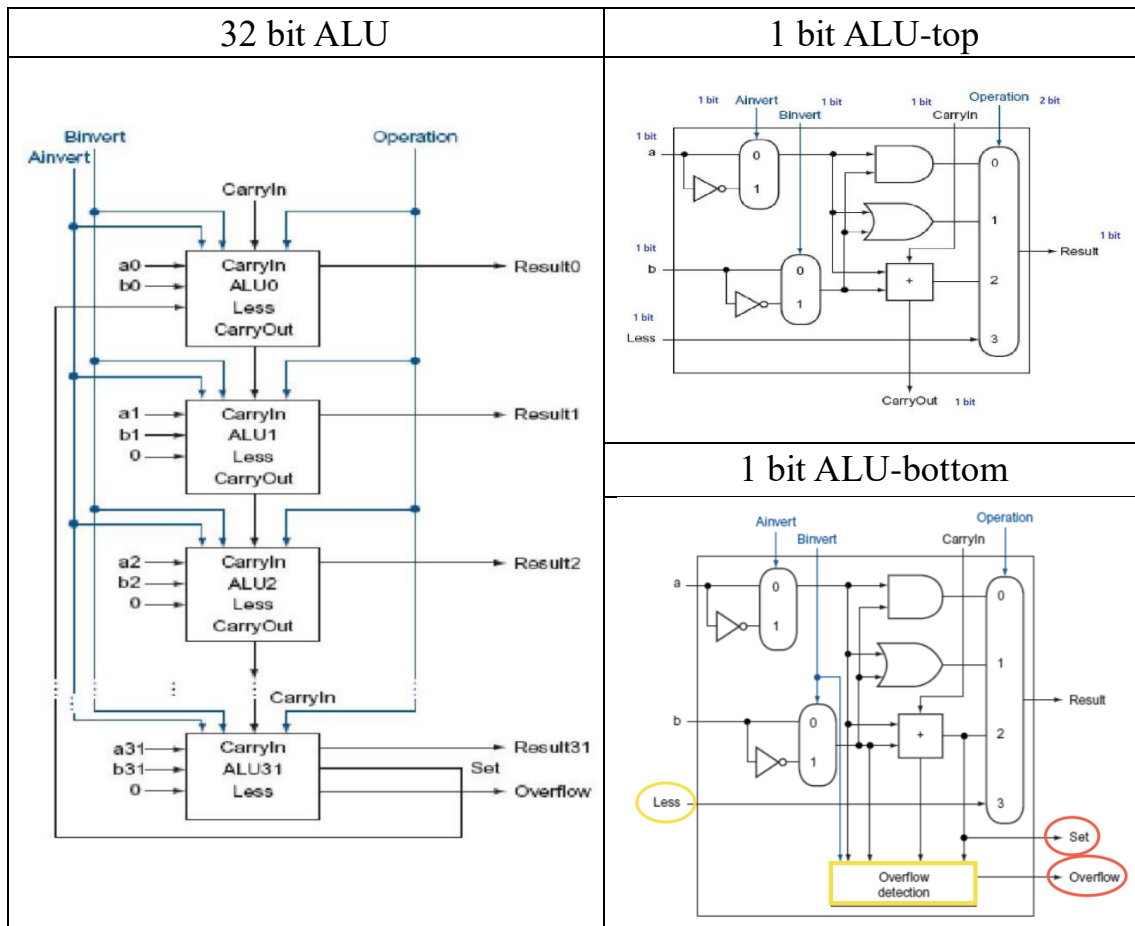 32 bit ALU
Binvert
Ainvert
Operation
CarryIn
a0
b0
CarryIn
ALU0
Less
CarryOut
Result0
a1
b1
0
CarryIn
ALU1
Less
CarryOut
Result1
a2
b2
0
CarryIn
ALU2
Less
CarryOut
Result2
CarryIn
a31
b31
0
CarryIn
ALU31
Less
Result31
Set
Overflow
1 bit ALU-top
1 bit Ainvert 1 bit 1 bit Operation 2 bit
Binvert CarryIn
1 bit
a
0
1
0
1 bit
b
0
1
1
1 bit
Result
+
2
1 bit
Less
3
CarryOut 1 bit
1 bit ALU-bottom
Ainvert
Binvert
CarryIn
Operation
a
0
1
0
1
b
0
1
+
2
Result
Less
3
Set
Overflow
detection
Overflow